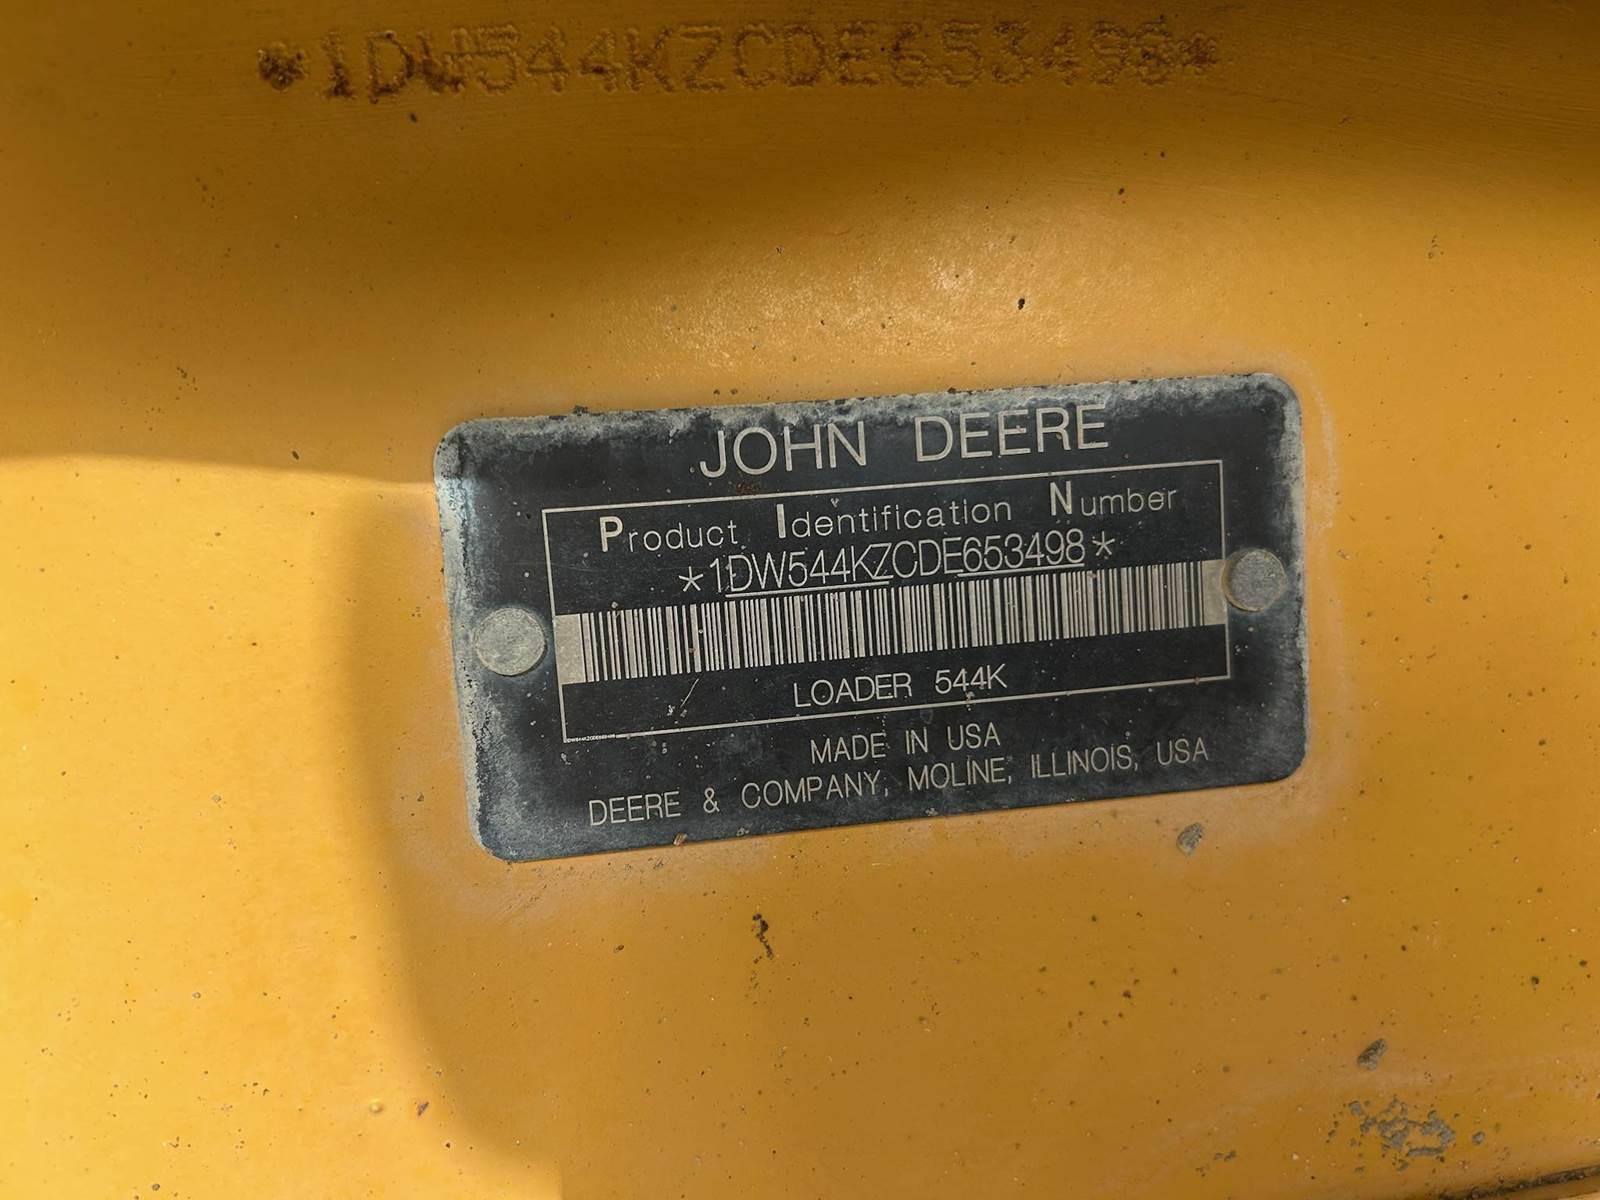 *1DW544KZCDE653498*
JOHN DEERE
Product Identification Number
*1DW544KZCDE653498*
LOADER 544K
MADE IN USA
DEERE & COMPANY, MOLINE, ILLINOIS, USA